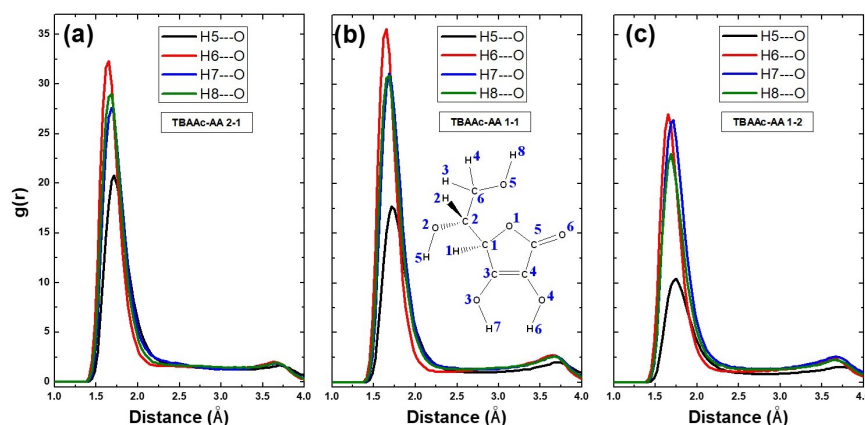 (a)
H5---O
H6---O
H7---O
H8---O
TBAAc-AA 2-1
g(r)
35
30
25
20
15
10
5
0
1.0 1.5 2.0 2.5 3.0 3.5 4.0
Distance (Å)
(b)
H5---O
H6---O
H7---O
H8---O
TBAAc-AA 1-1
H 8
4 H
3 H
O 5
C 6
2 H
2 O
C 2
O 1
5
O 6
5 H
1 H
1
3 C
C 4
3 O
O 4
H 7
H 6
1.0 1.5 2.0 2.5 3.0 3.5 4.0
Distance (Å)
(c)
H5---O
H6---O
H7---O
H8---O
TBAAc-AA 1-2
1.0 1.5 2.0 2.5 3.0 3.5 4.0
Distance (Å)